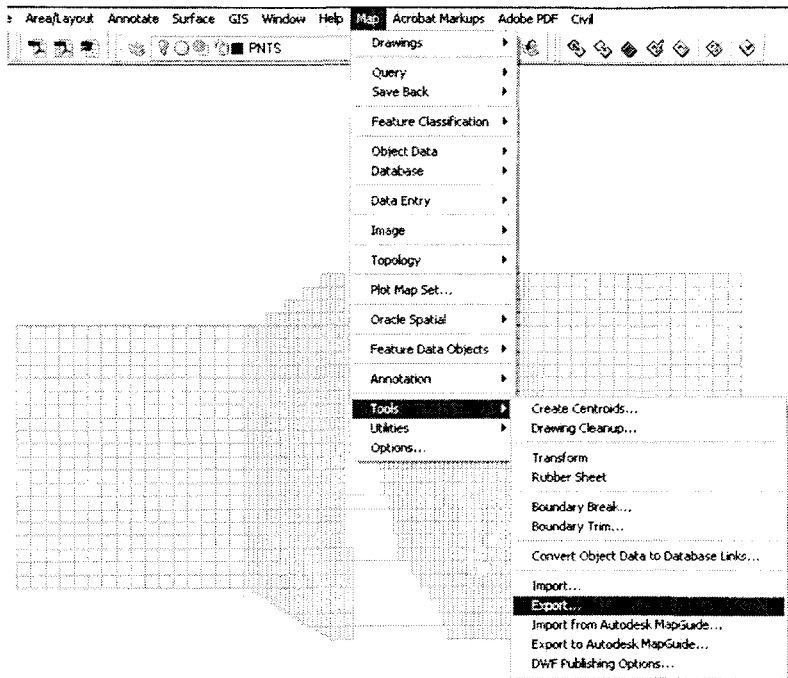 e Area/Layout Annotate Surface GIS Window Help Map Acrobat Markups Adobe PDF Civil
PNTS
Drawings
Query
Save Back
Feature Classification
Object Data
Database
Data Entry
Image
Topology
Plot Map Set...
Oracle Spatial
Feature Data Objects
Annotation
Tools
Utilities
Options...
Create Centroids...
Drawing Cleanup...
Transform
Rubber Sheet
Boundary Break...
Boundary Trim...
Convert Object Data to Database Links...
Import...
Export...
Import from Autodesk MapGuide...
Export to Autodesk MapGuide...
DWF Publishing Options...